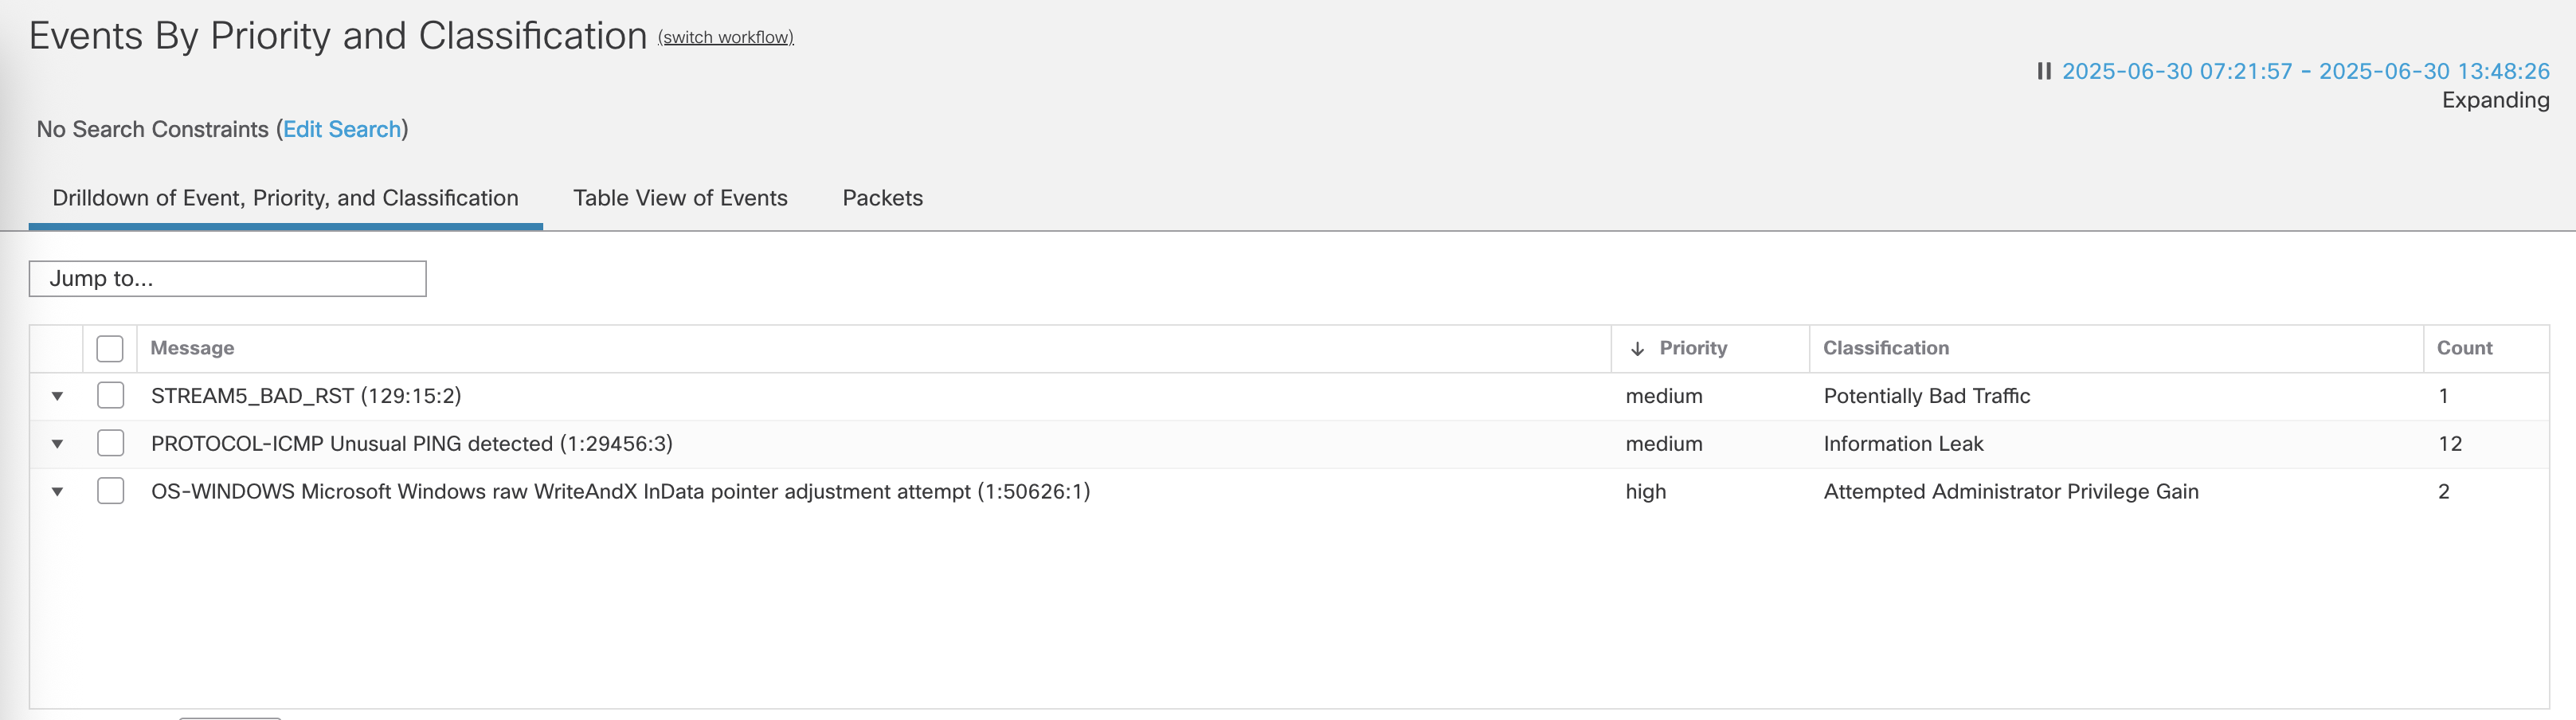 Events By Priority and Classification (switch workflow)
2025-06-30 07:21:57 - 2025-06-30 13:48:26
Expanding
No Search Constraints (Edit Search)
Drilldown of Event, Priority, and Classification Table View of Events Packets
Jump to...
Message Priority Classification Count
STREAM5_BAD_RST (129:15:2) medium Potentially Bad Traffic 1
PROTOCOL-ICMP Unusual PING detected (1:29456:3) medium Information Leak 12
OS-WINDOWS Microsoft Windows raw WriteAndX InData pointer adjustment attempt (1:50626:1) high Attempted Administrator Privilege Gain 2